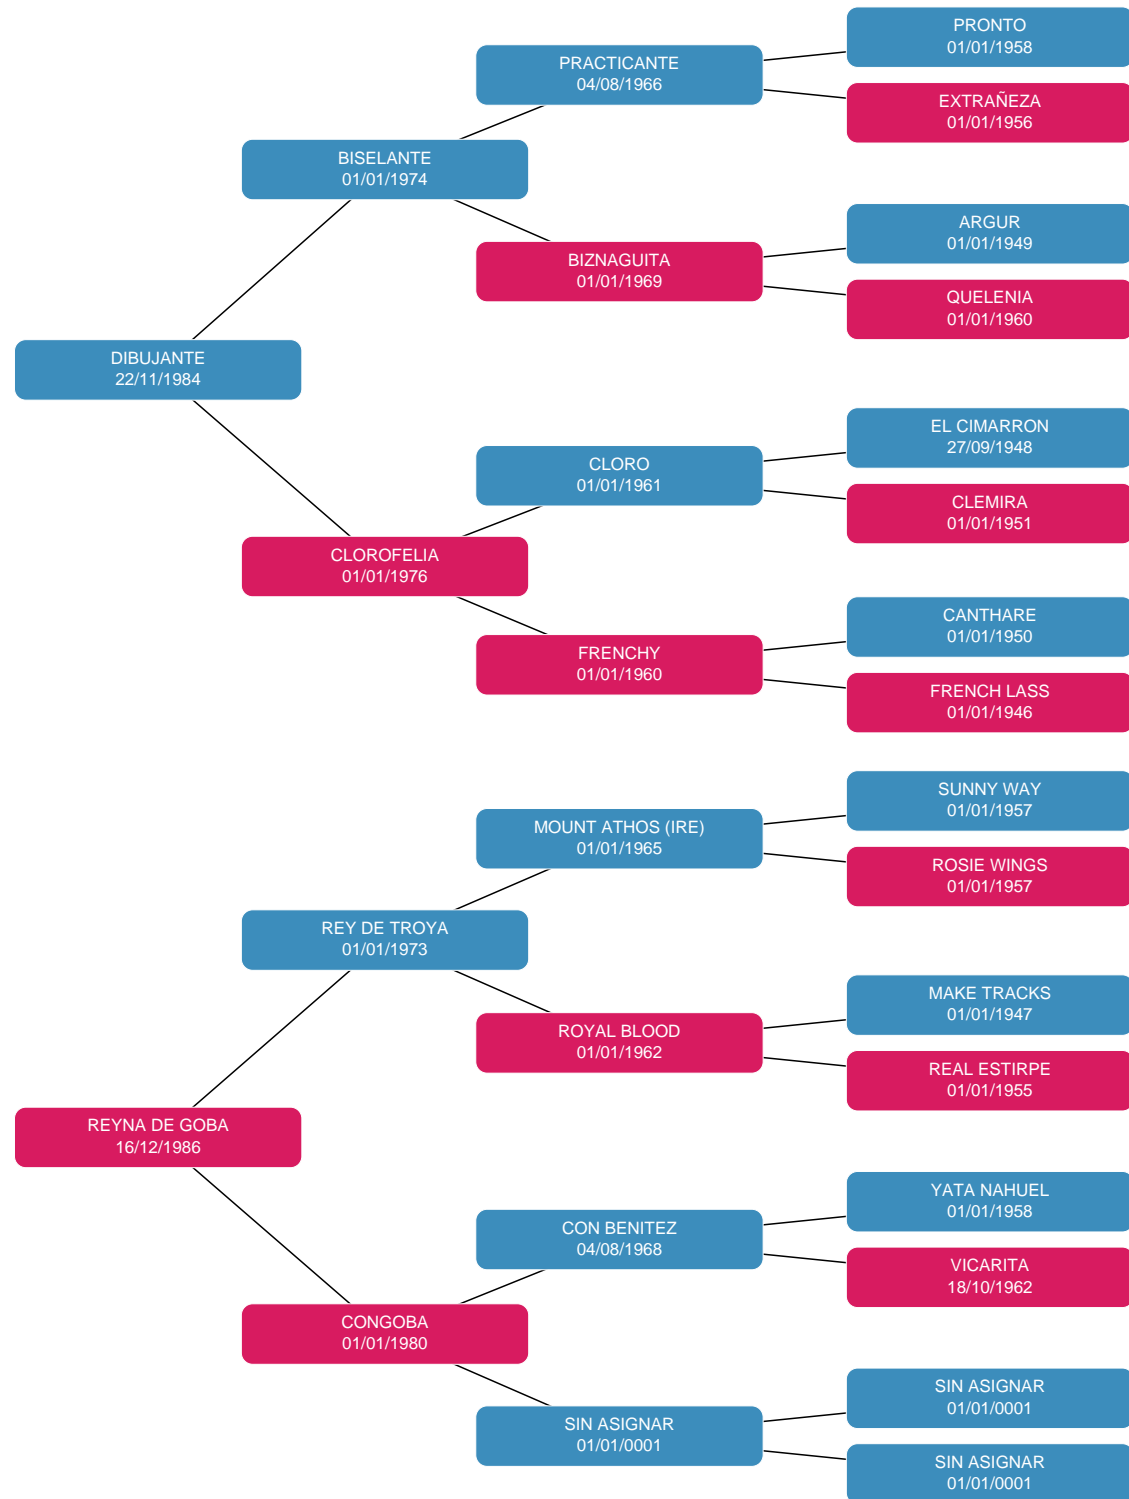 PRONTO
01/01/1958
PRACTICANTE
04/08/1966
EXTRAÑEZA
01/01/1956
BISELANTE
01/01/1974
ARGUR
01/01/1949
BIZNAGUITA
01/01/1969
QUELENIA
01/01/1960
DIBUJANTE
22/11/1984
EL CIMARRON
27/09/1948
CLORO
01/01/1961
CLEMIRA
01/01/1951
CLOROFELIA
01/01/1976
CANTHARE
01/01/1950
FRENCHY
01/01/1960
FRENCH LASS
01/01/1946
SUNNY WAY
01/01/1957
MOUNT ATHOS (IRE)
01/01/1965
ROSIE WINGS
01/01/1957
REY DE TROYA
01/01/1973
MAKE TRACKS
01/01/1947
ROYAL BLOOD
01/01/1962
REAL ESTIRPE
01/01/1955
REYNA DE GOBA
16/12/1986
YATA NAHUEL
01/01/1958
CON BENITEZ
04/08/1968
VICARITA
18/10/1962
CONGOBA
01/01/1980
SIN ASIGNAR
01/01/0001
SIN ASIGNAR
01/01/0001
SIN ASIGNAR
01/01/0001